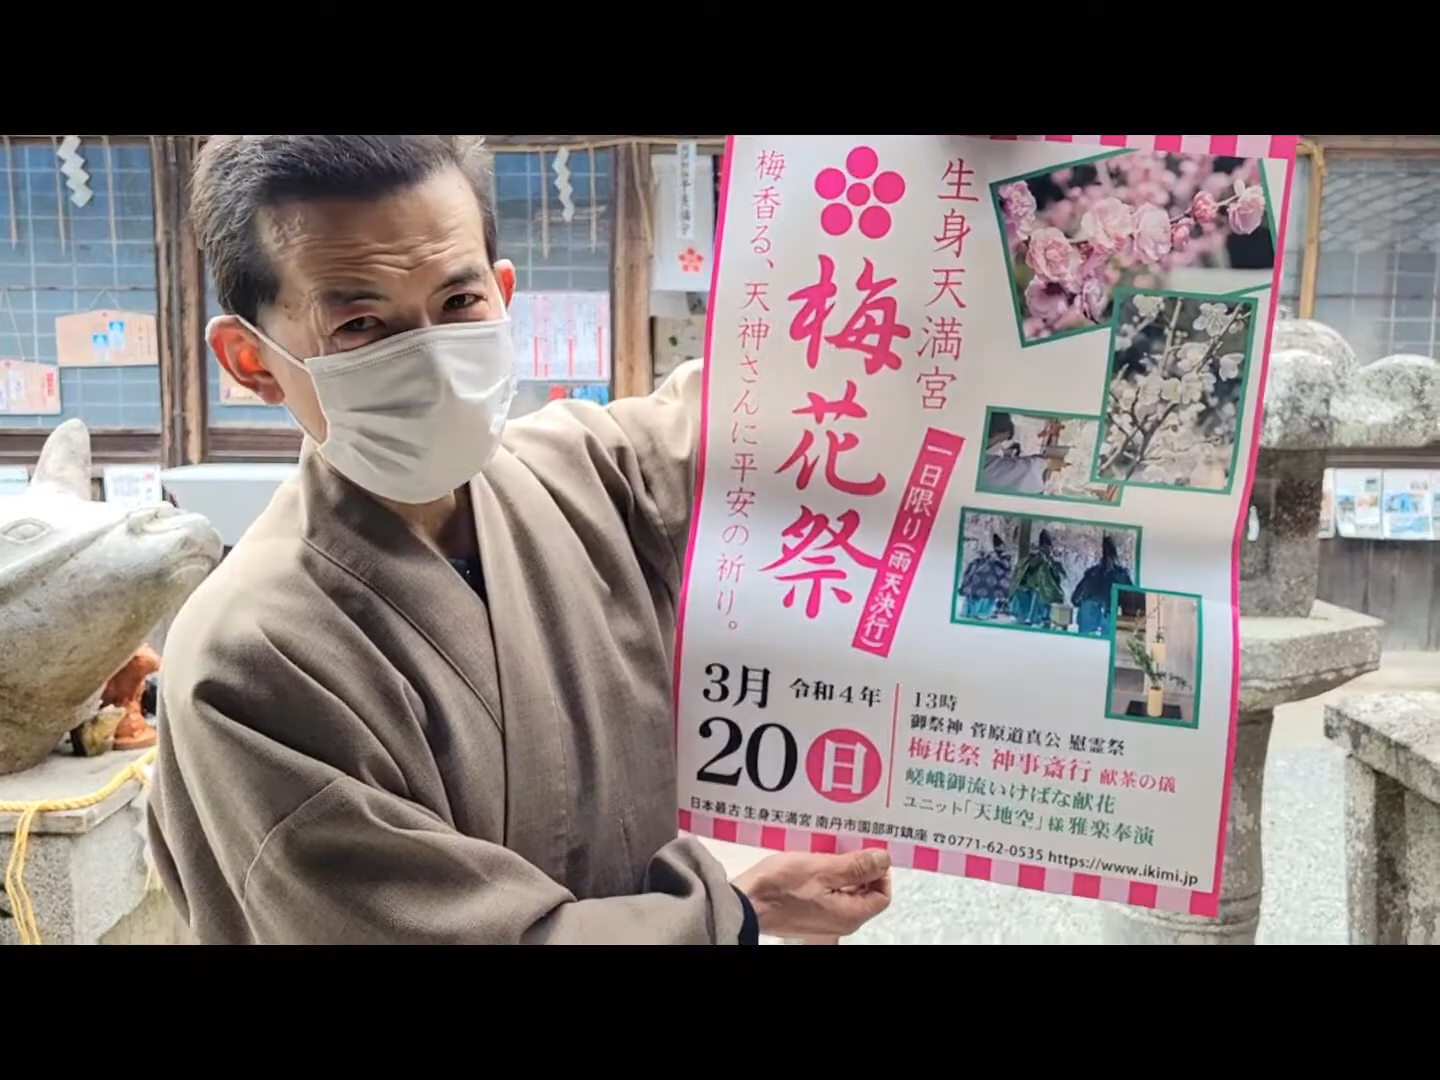 生身天満宮
梅花祭
梅香る、天神さんに平安の祈り。
一日限り(雨天決行)
3月 令和4年
20日
13時
御祭神 菅原道真公 慰霊祭
梅花祭 神事斎行 献茶の儀
嵯峨御流いけばな献花
ユニット「天地空」様雅楽奉演
日本最古 生身天満宮 南丹市園部町鎮座 ☎0771-62-0535 https://www.ikimi.jp